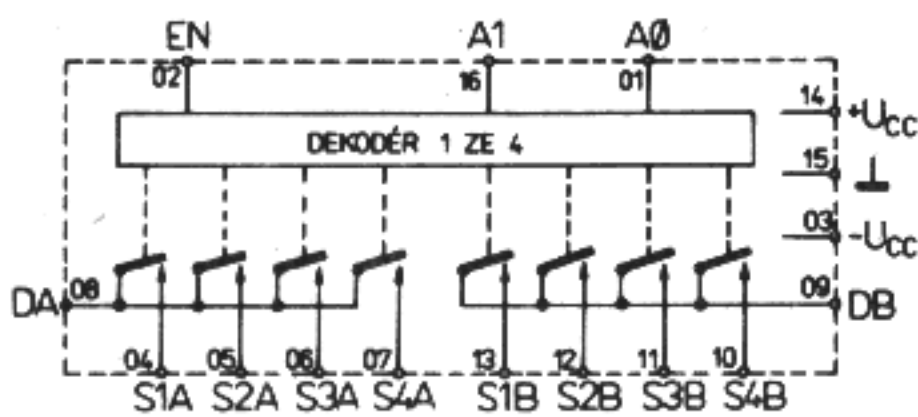 EN A1 AØ
02 16 01
14 +UCC
DEKODÉR 1 ZE 4
15
03 -UCC
DA 08 09 DB
04 05 06 07 13 12 11 10
S1A S2A S3A S4A S1B S2B S3B S4B